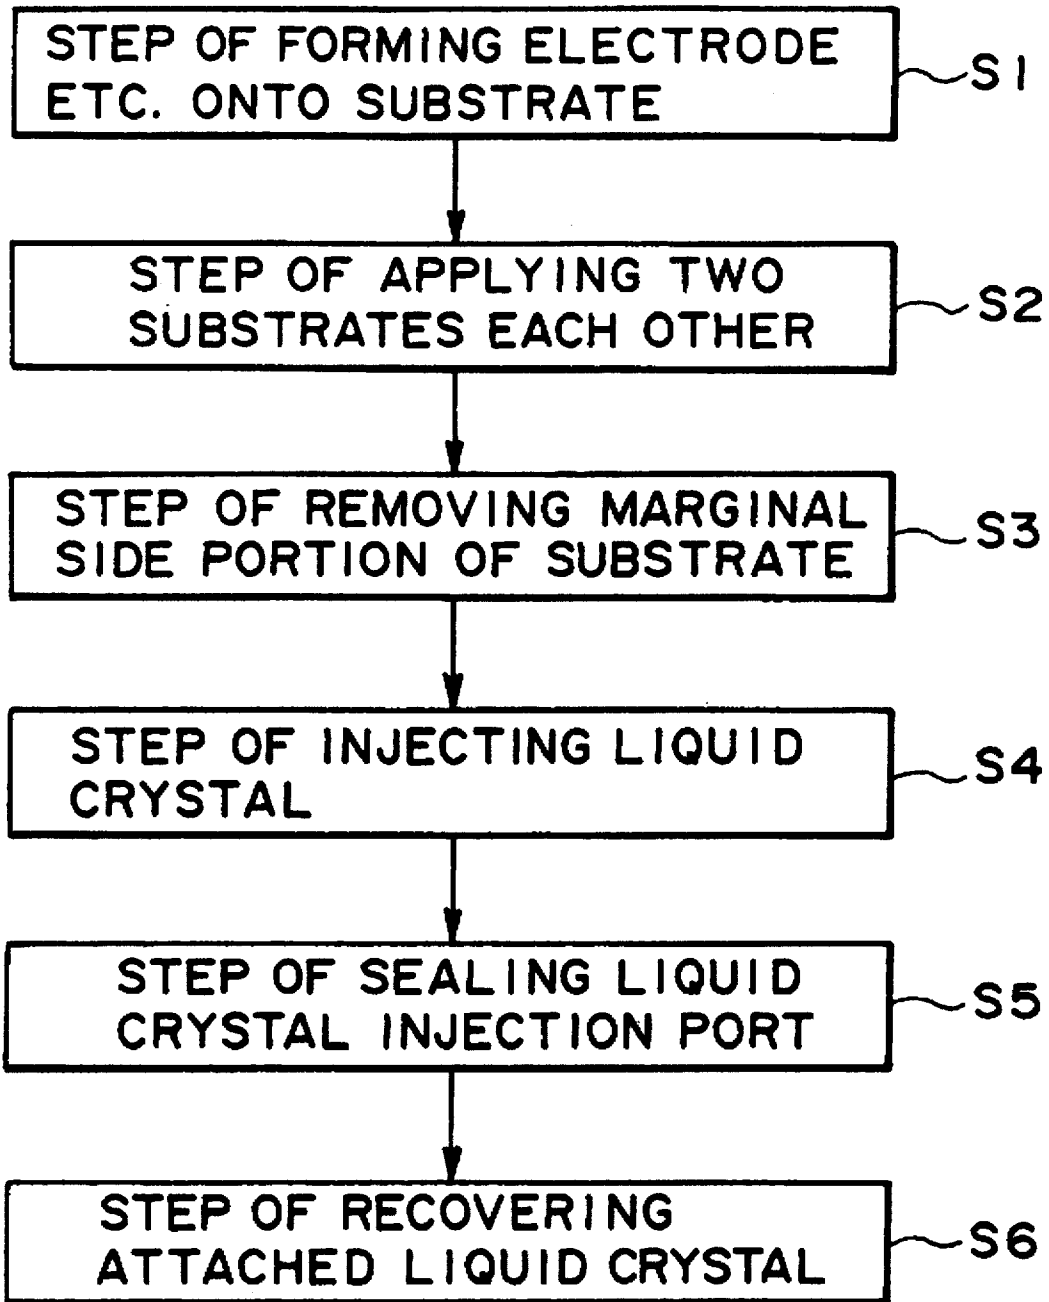 STEP OF FORMING ELECTRODE
ETC. ONTO SUBSTRATE
S1
STEP OF APPLYING TWO
SUBSTRATES EACH OTHER
S2
STEP OF REMOVING MARGINAL
SIDE PORTION OF SUBSTRATE
S3
STEP OF INJECTING LIQUID
CRYSTAL
S4
STEP OF SEALING LIQUID
CRYSTAL INJECTION PORT
S5
STEP OF RECOVERING
ATTACHED LIQUID CRYSTAL
S6